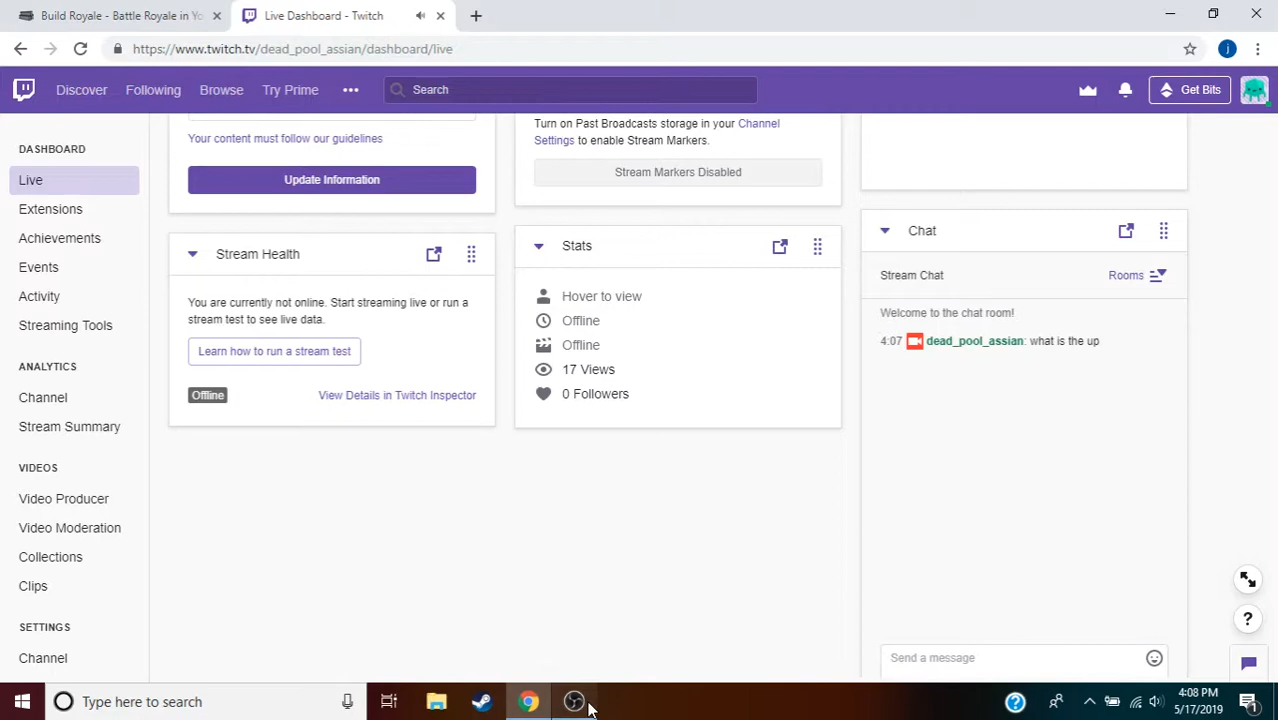 Build Royale - Battle Royale in Yo
Live Dashboard - Twitch
https://www.twitch.tv/dead_pool_assian/dashboard/live
j
Discover
Following
Browse
Try Prime
Search
Get Bits
DASHBOARD
Live
Extensions
Achievements
Events
Activity
Streaming Tools
ANALYTICS
Channel
Stream Summary
VIDEOS
Video Producer
Video Moderation
Collections
Clips
SETTINGS
Channel
Your content must follow our guidelines
Update Information
Stream Health
You are currently not online. Start streaming live or run a
stream test to see live data.
Learn how to run a stream test
Offline
View Details in Twitch Inspector
Turn on Past Broadcasts storage in your Channel
Settings to enable Stream Markers.
Stream Markers Disabled
Stats
Hover to view
Offline
Offline
17 Views
0 Followers
Chat
Stream Chat
Rooms
Welcome to the chat room!
4:07 dead_pool_assian: what is the up
Send a message
?
Type here to search
?
4:08 PM
5/17/2019
1